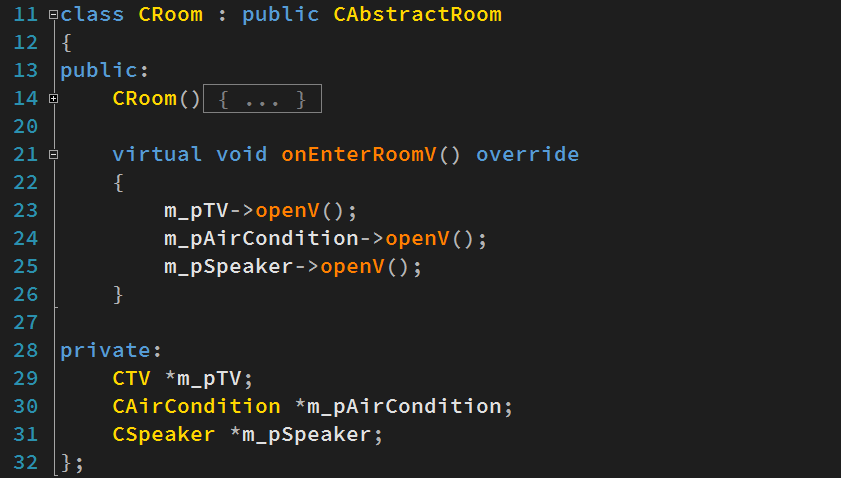 11 class CRoom : public CAbstractRoom
12 {
13 public:
14     CRoom() { ... }
20
21     virtual void onEnterRoomV() override
22     {
23         m_pTV->openV();
24         m_pAirCondition->openV();
25         m_pSpeaker->openV();
26     }
27
28 private:
29     CTV *m_pTV;
30     CAirCondition *m_pAirCondition;
31     CSpeaker *m_pSpeaker;
32 };